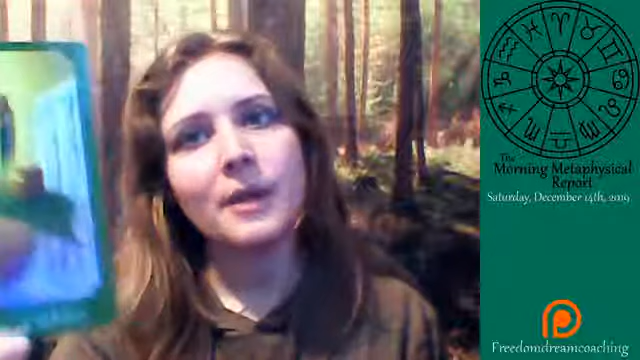 The
Morning Metaphysical
Report
Saturday, December 14th, 2019
Freedomdreamcoaching